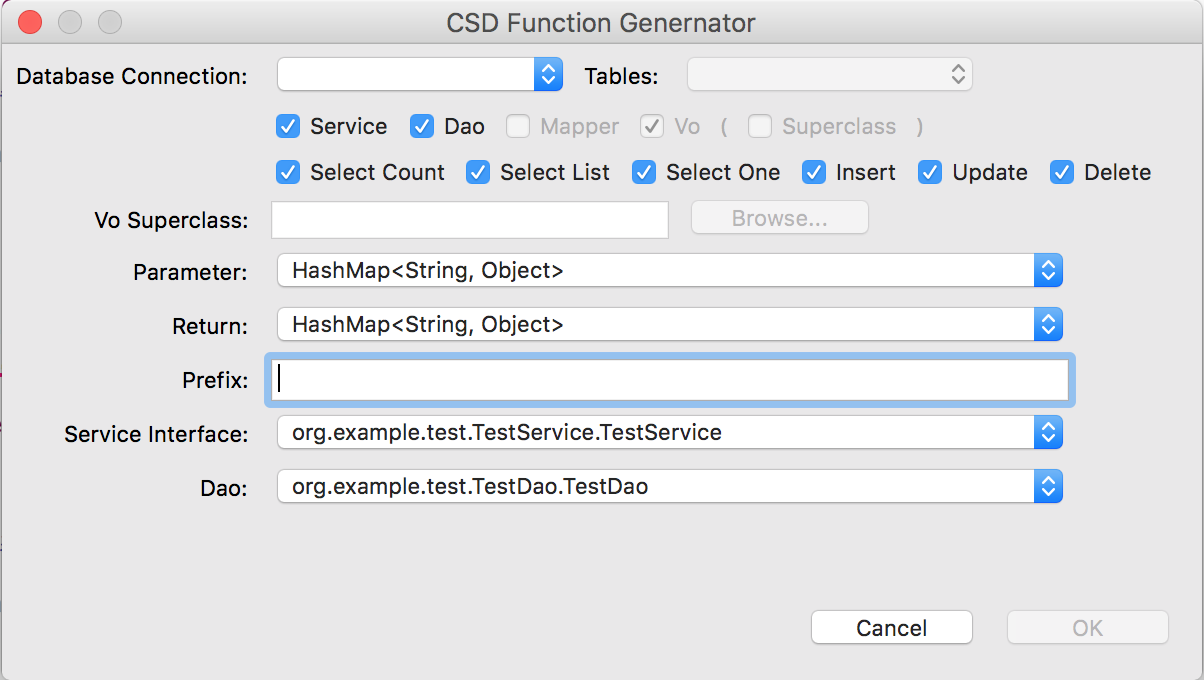 CSD Function Genernator
Database Connection: Tables:
Service Dao Mapper Vo ( Superclass )
Select Count Select List Select One Insert Update Delete
Vo Superclass: Browse...
Parameter: HashMap<String, Object>
Return: HashMap<String, Object>
Prefix:
Service Interface: org.example.test.TestService.TestService
Dao: org.example.test.TestDao.TestDao
Cancel OK